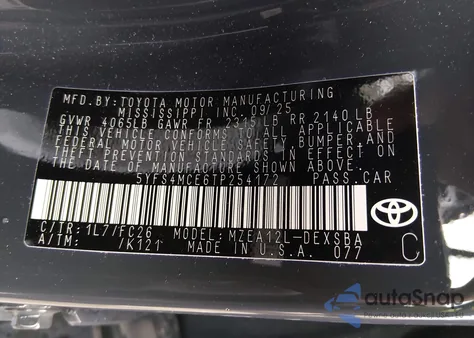 MFD.BY:TOYOTA MOTOR MANUFACTURING
MISSISSIPPI INC. 09/25
GVWR 4065LB GAWR FR 2315LB RR 2140LB
THIS VEHICLE CONFORMS TO ALL APPLICABLE
FEDERAL MOTOR VEHICLE SAFETY, BUMPER,AND
THEFT PREVENTION STANDARDS IN EFFECT ON
THE DATE OF MANUFACTURE SHOWN ABOVE.
5YFS4MCE6TP254172 PASS.CAR
C/TR: 1L7/FC26 MODEL: MZEA12L-DEXSBA
A/TM: /K121 MADE IN U.S.A. 077 C
autoSnap